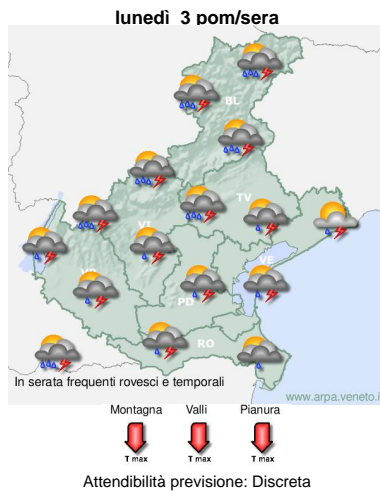 lunedì 3 pom/sera
BL
TV
VI
VE
VR
PD
RO
In serata frequenti rovesci e temporali
www.arpa.veneto.i
Montagna Valli Pianura
T max T max T max
Attendibilità previsione: Discreta